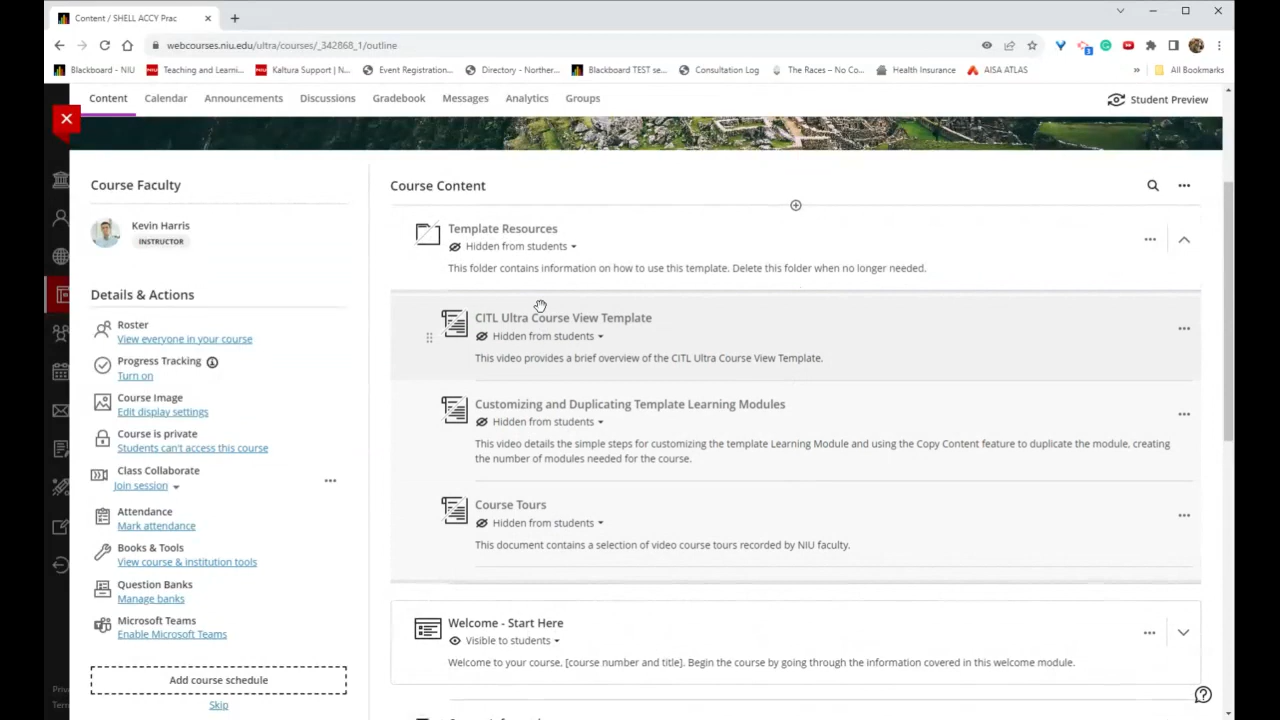 Content / SHELL ACCY Prac
webcourses.niu.edu/ultra/courses/_342868_1/outline
Blackboard - NIU
Teaching and Learni...
Kaltura Support | N...
Event Registration...
Directory - Norther...
Blackboard TEST se...
Consultation Log
The Races – No Co...
Health Insurance
AISA ATLAS
»
All Bookmarks
Content
Calendar
Announcements
Discussions
Gradebook
Messages
Analytics
Groups
Student Preview
Course Faculty
Kevin Harris
INSTRUCTOR
Details & Actions
Roster
View everyone in your course
Progress Tracking
Turn on
Course Image
Edit display settings
Course is private
Students can't access this course
Class Collaborate
Join session
Attendance
Mark attendance
Books & Tools
View course & institution tools
Question Banks
Manage banks
Microsoft Teams
Enable Microsoft Teams
Add course schedule
Skip
Priv
Term
Course Content
Template Resources
Hidden from students
This folder contains information on how to use this template. Delete this folder when no longer needed.
CITL Ultra Course View Template
Hidden from students
This video provides a brief overview of the CITL Ultra Course View Template.
Customizing and Duplicating Template Learning Modules
Hidden from students
This video details the simple steps for customizing the template Learning Module and using the Copy Content feature to duplicate the module, creating
the number of modules needed for the course.
Course Tours
Hidden from students
This document contains a selection of video course tours recorded by NIU faculty.
Welcome - Start Here
Visible to students
Welcome to your course, [course number and title]. Begin the course by going through the information covered in this welcome module.